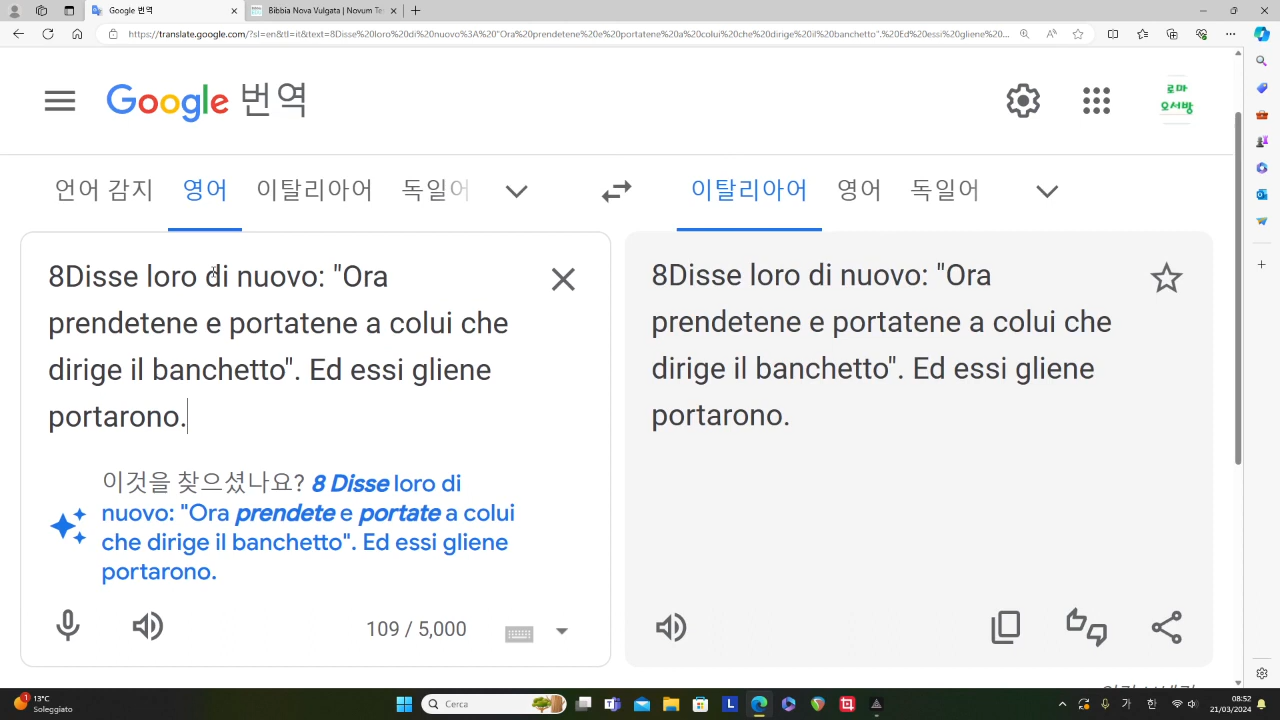 Google 번역
Bibbia Nova Vulgata | Novum Te
https://translate.google.com/?sl=en&tl=it&text=8Disse%20loro%20di%20nuovo%3A%20"Ora%20prendetene%20e%20portatene%20a%20colui%20che%20dirige%20il%20banchetto".%20Ed%20essi%20gliene%20...
Google 번역
로마
오서방
언어 감지 영어 이탈리아어 독일어
이탈리아어 영어 독일어
8Disse loro di nuovo: "Ora
prendetene e portatene a colui che
dirige il banchetto". Ed essi gliene
portarono.
이것을 찾으셨나요? 8 Disse loro di
nuovo: "Ora prendete e portate a colui
che dirige il banchetto". Ed essi gliene
portarono.
109 / 5,000
8Disse loro di nuovo: "Ora
prendetene e portatene a colui che
dirige il banchetto". Ed essi gliene
portarono.
1
13°C
Soleggiato
Cerca
가
한
08:52
21/03/2024